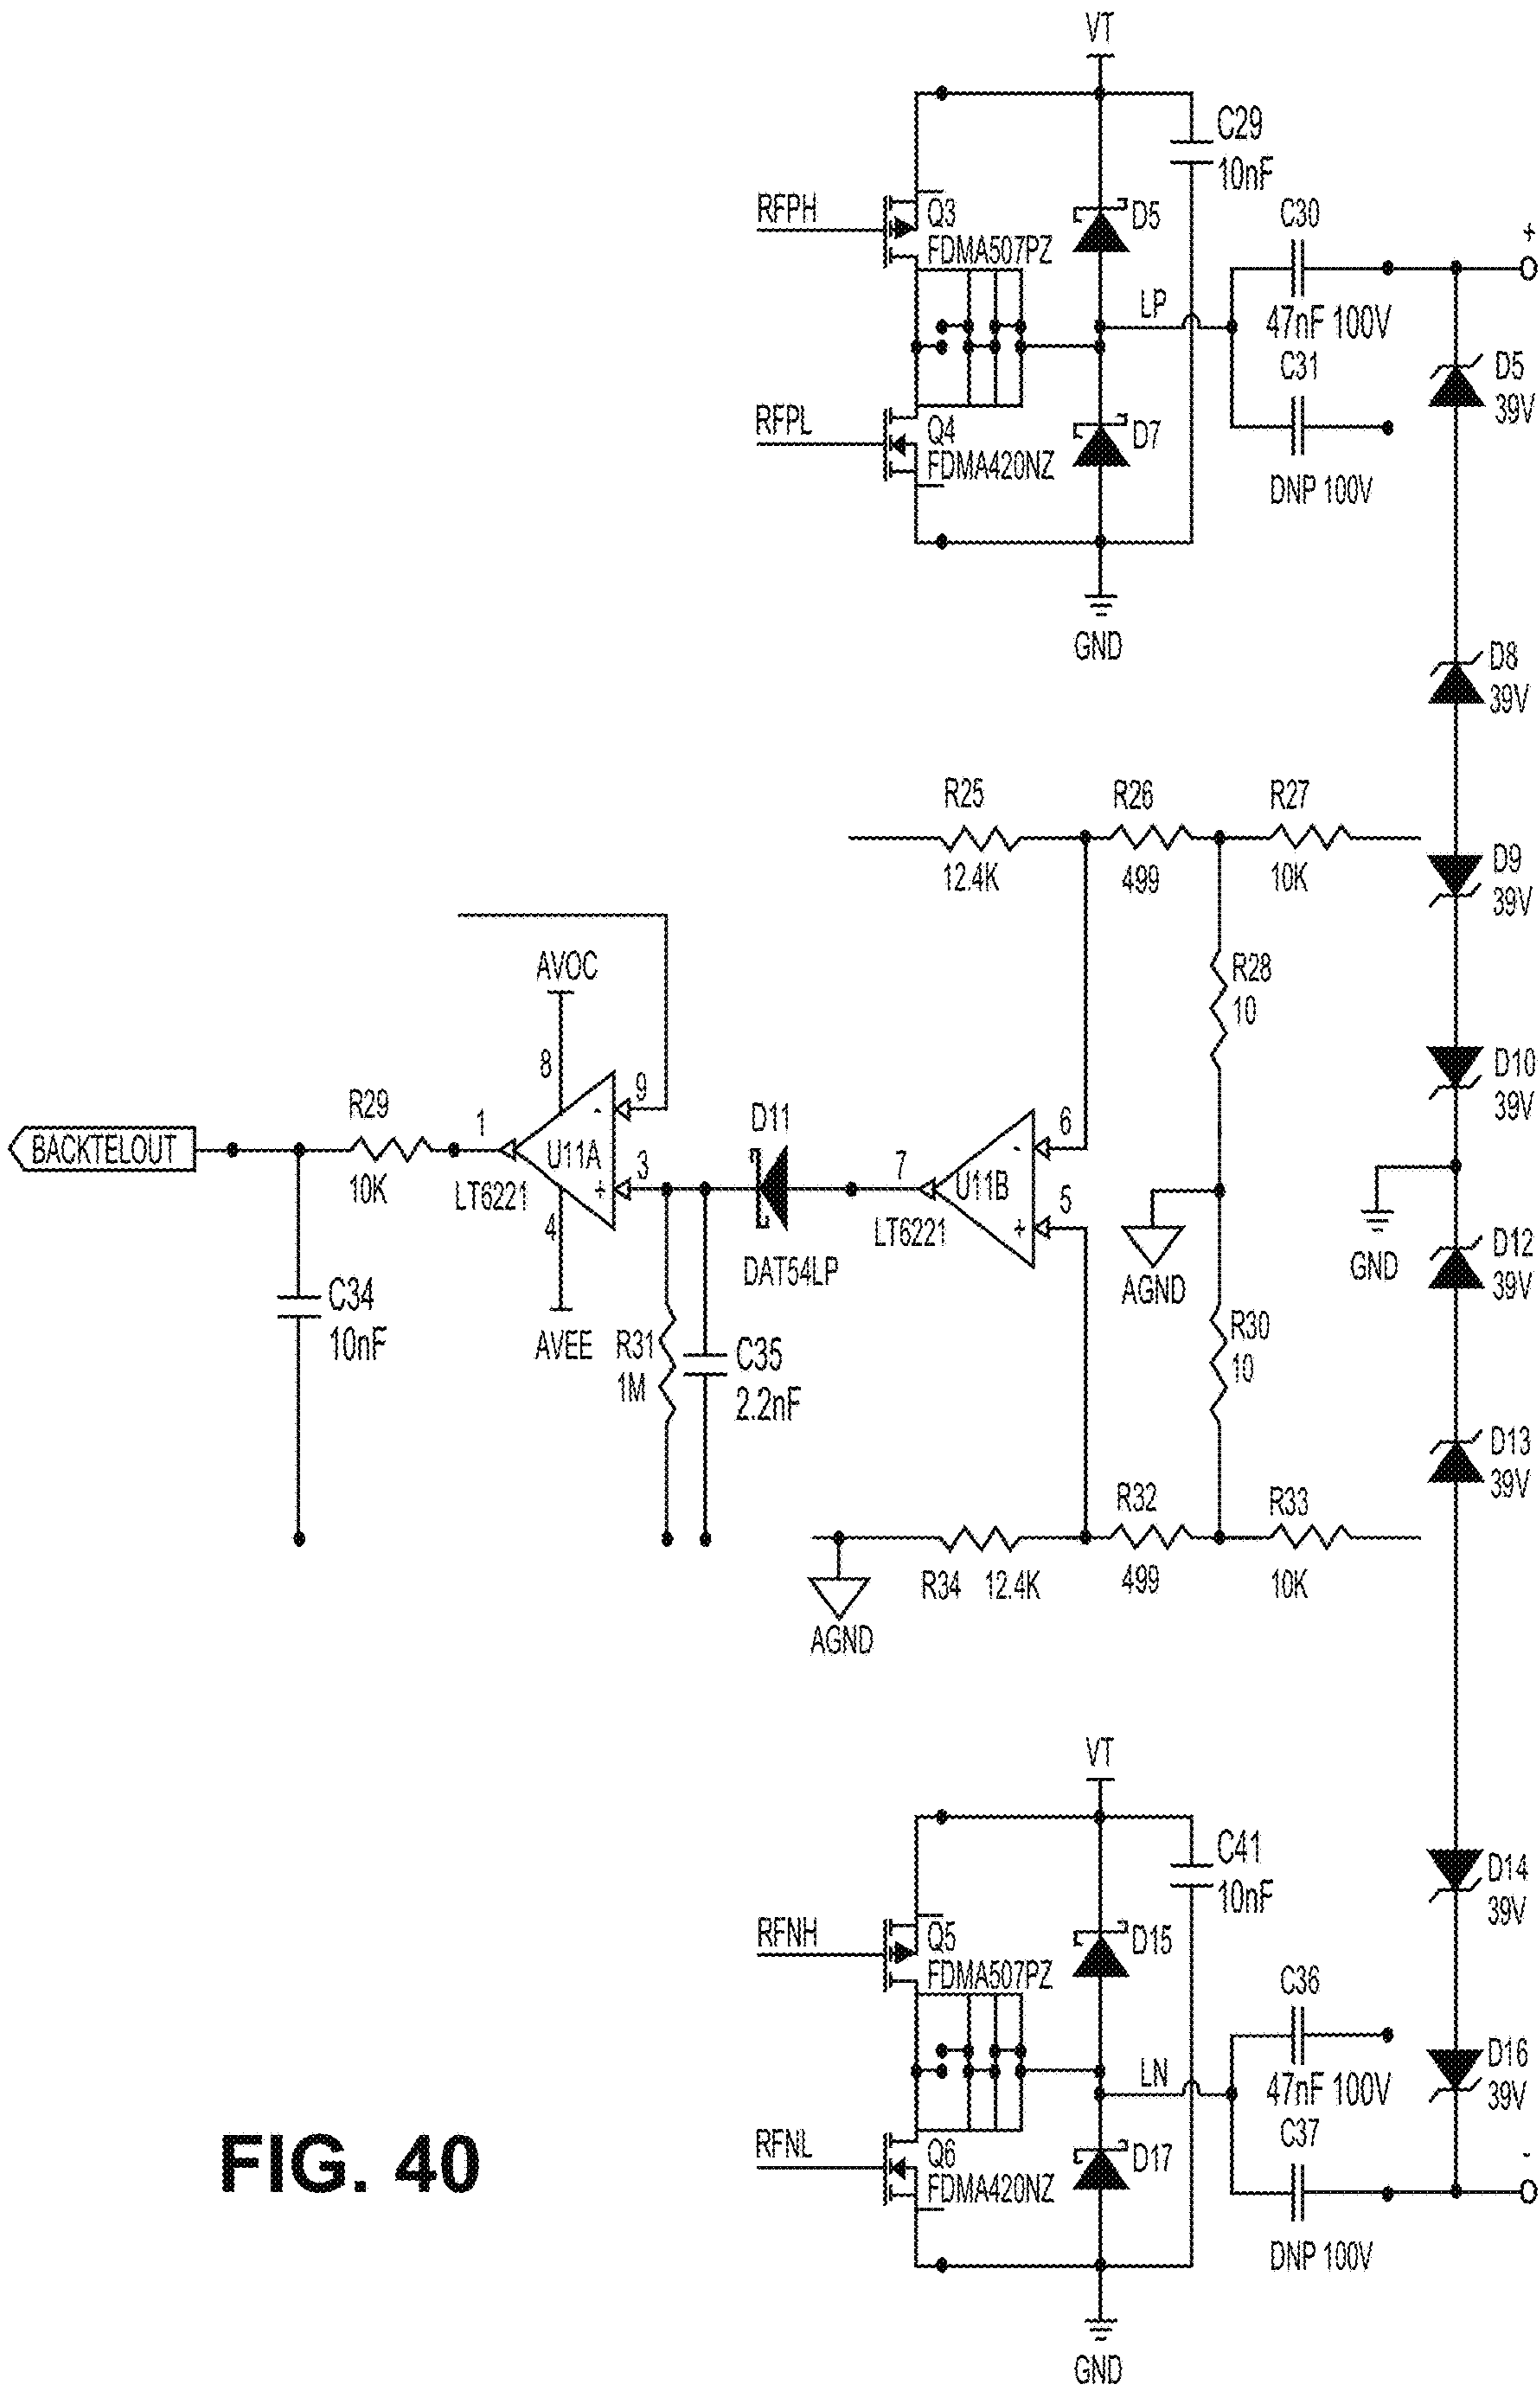 VT
C29
10nF
RFPH
Q3
FDMA507PZ
D5
C30
+
LP
47nF 100V
C31
D5
39V
RFPL
Q4
FDMA420NZ
D7
DNP 100V
GND
D8
39V
R25
R26
R27
12.4K
499
10K
D9
39V
AVOC
R28
10
8
9
D10
39V
R29
1
-
U11A
3
+
D11
7
6
-
U11B
5
+
BACKTELOUT
10K
LT6221
4
DAT54LP
LT6221
AGND
GND
D12
39V
C34
10nF
AVEE
R31
1M
C35
2.2nF
R30
10
D13
39V
R32
R33
R34
12.4K
499
10K
AGND
VT
C41
10nF
D14
39V
RFNH
Q5
FDMA507PZ
D15
C36
LN
47nF 100V
C37
D16
39V
RFNL
Q6
FDMA420NZ
D17
-
DNP 100V
GND
FIG. 40